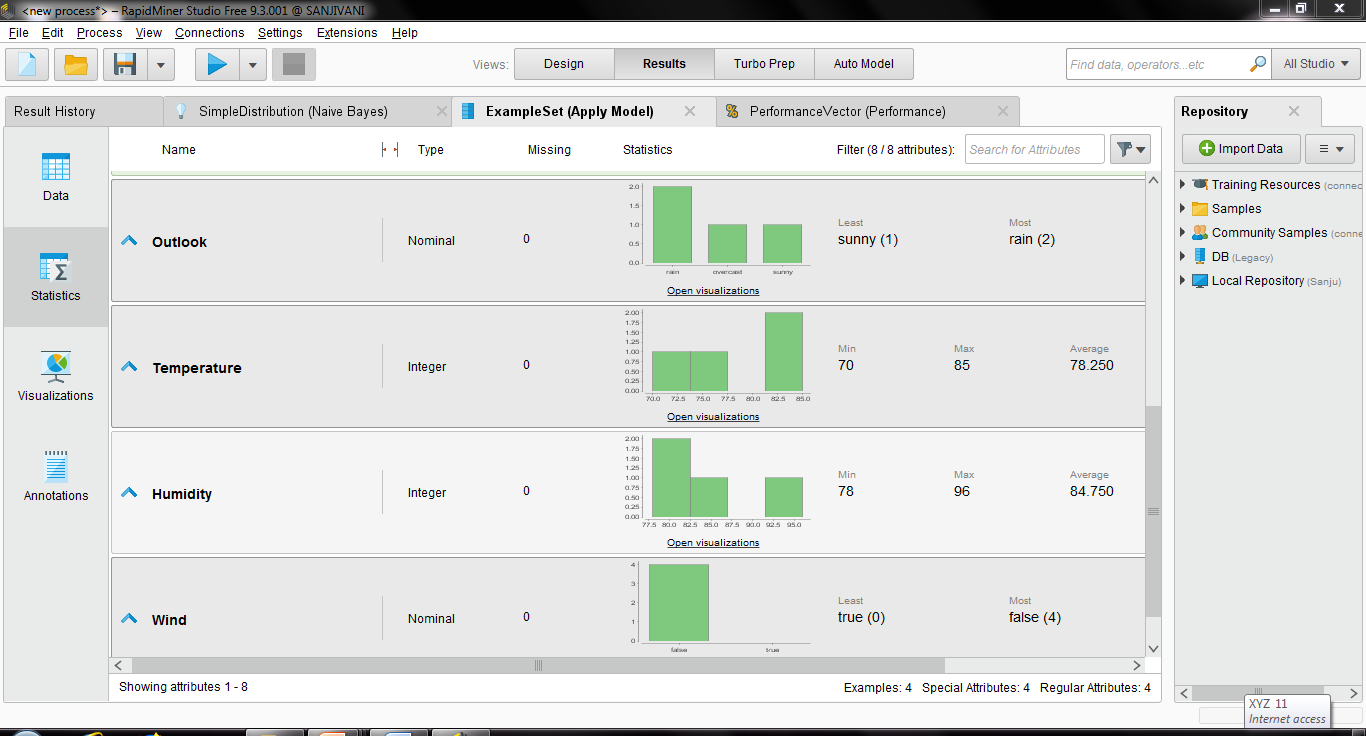 <new process*> – RapidMiner Studio Free 9.3.001 @ SANJIVANI
File Edit Process View Connections Settings Extensions Help
Views: Design Results Turbo Prep Auto Model Find data, operators...etc All Studio
Result History SimpleDistribution (Naive Bayes) ExampleSet (Apply Model) PerformanceVector (Performance) Repository
Name Type Missing Statistics Filter (8 / 8 attributes): Search for Attributes
Import Data
Data
Statistics
Visualizations
Annotations
Outlook Nominal 0
2.0
1.5
1.0
0.5
0.0
rain overcast sunny
Open visualizations
Least Most
sunny (1) rain (2)
Temperature Integer 0
2.00
1.75
1.50
1.25
1.00
0.75
0.50
0.25
0.00
70.0 72.5 75.0 77.5 80.0 82.5 85.0
Open visualizations
Min Max Average
70 85 78.250
Humidity Integer 0
2.00
1.75
1.50
1.25
1.00
0.75
0.50
0.25
0.00
77.5 80.0 82.5 85.0 87.5 90.0 92.5 95.0
Open visualizations
Min Max Average
78 96 84.750
Wind Nominal 0
4
3
2
1
0
false true
Least Most
true (0) false (4)
Showing attributes 1 - 8
Examples: 4 Special Attributes: 4 Regular Attributes: 4
Training Resources (connec
Samples
Community Samples (conne
DB (Legacy)
Local Repository (Sanju)
XYZ 11
Internet access